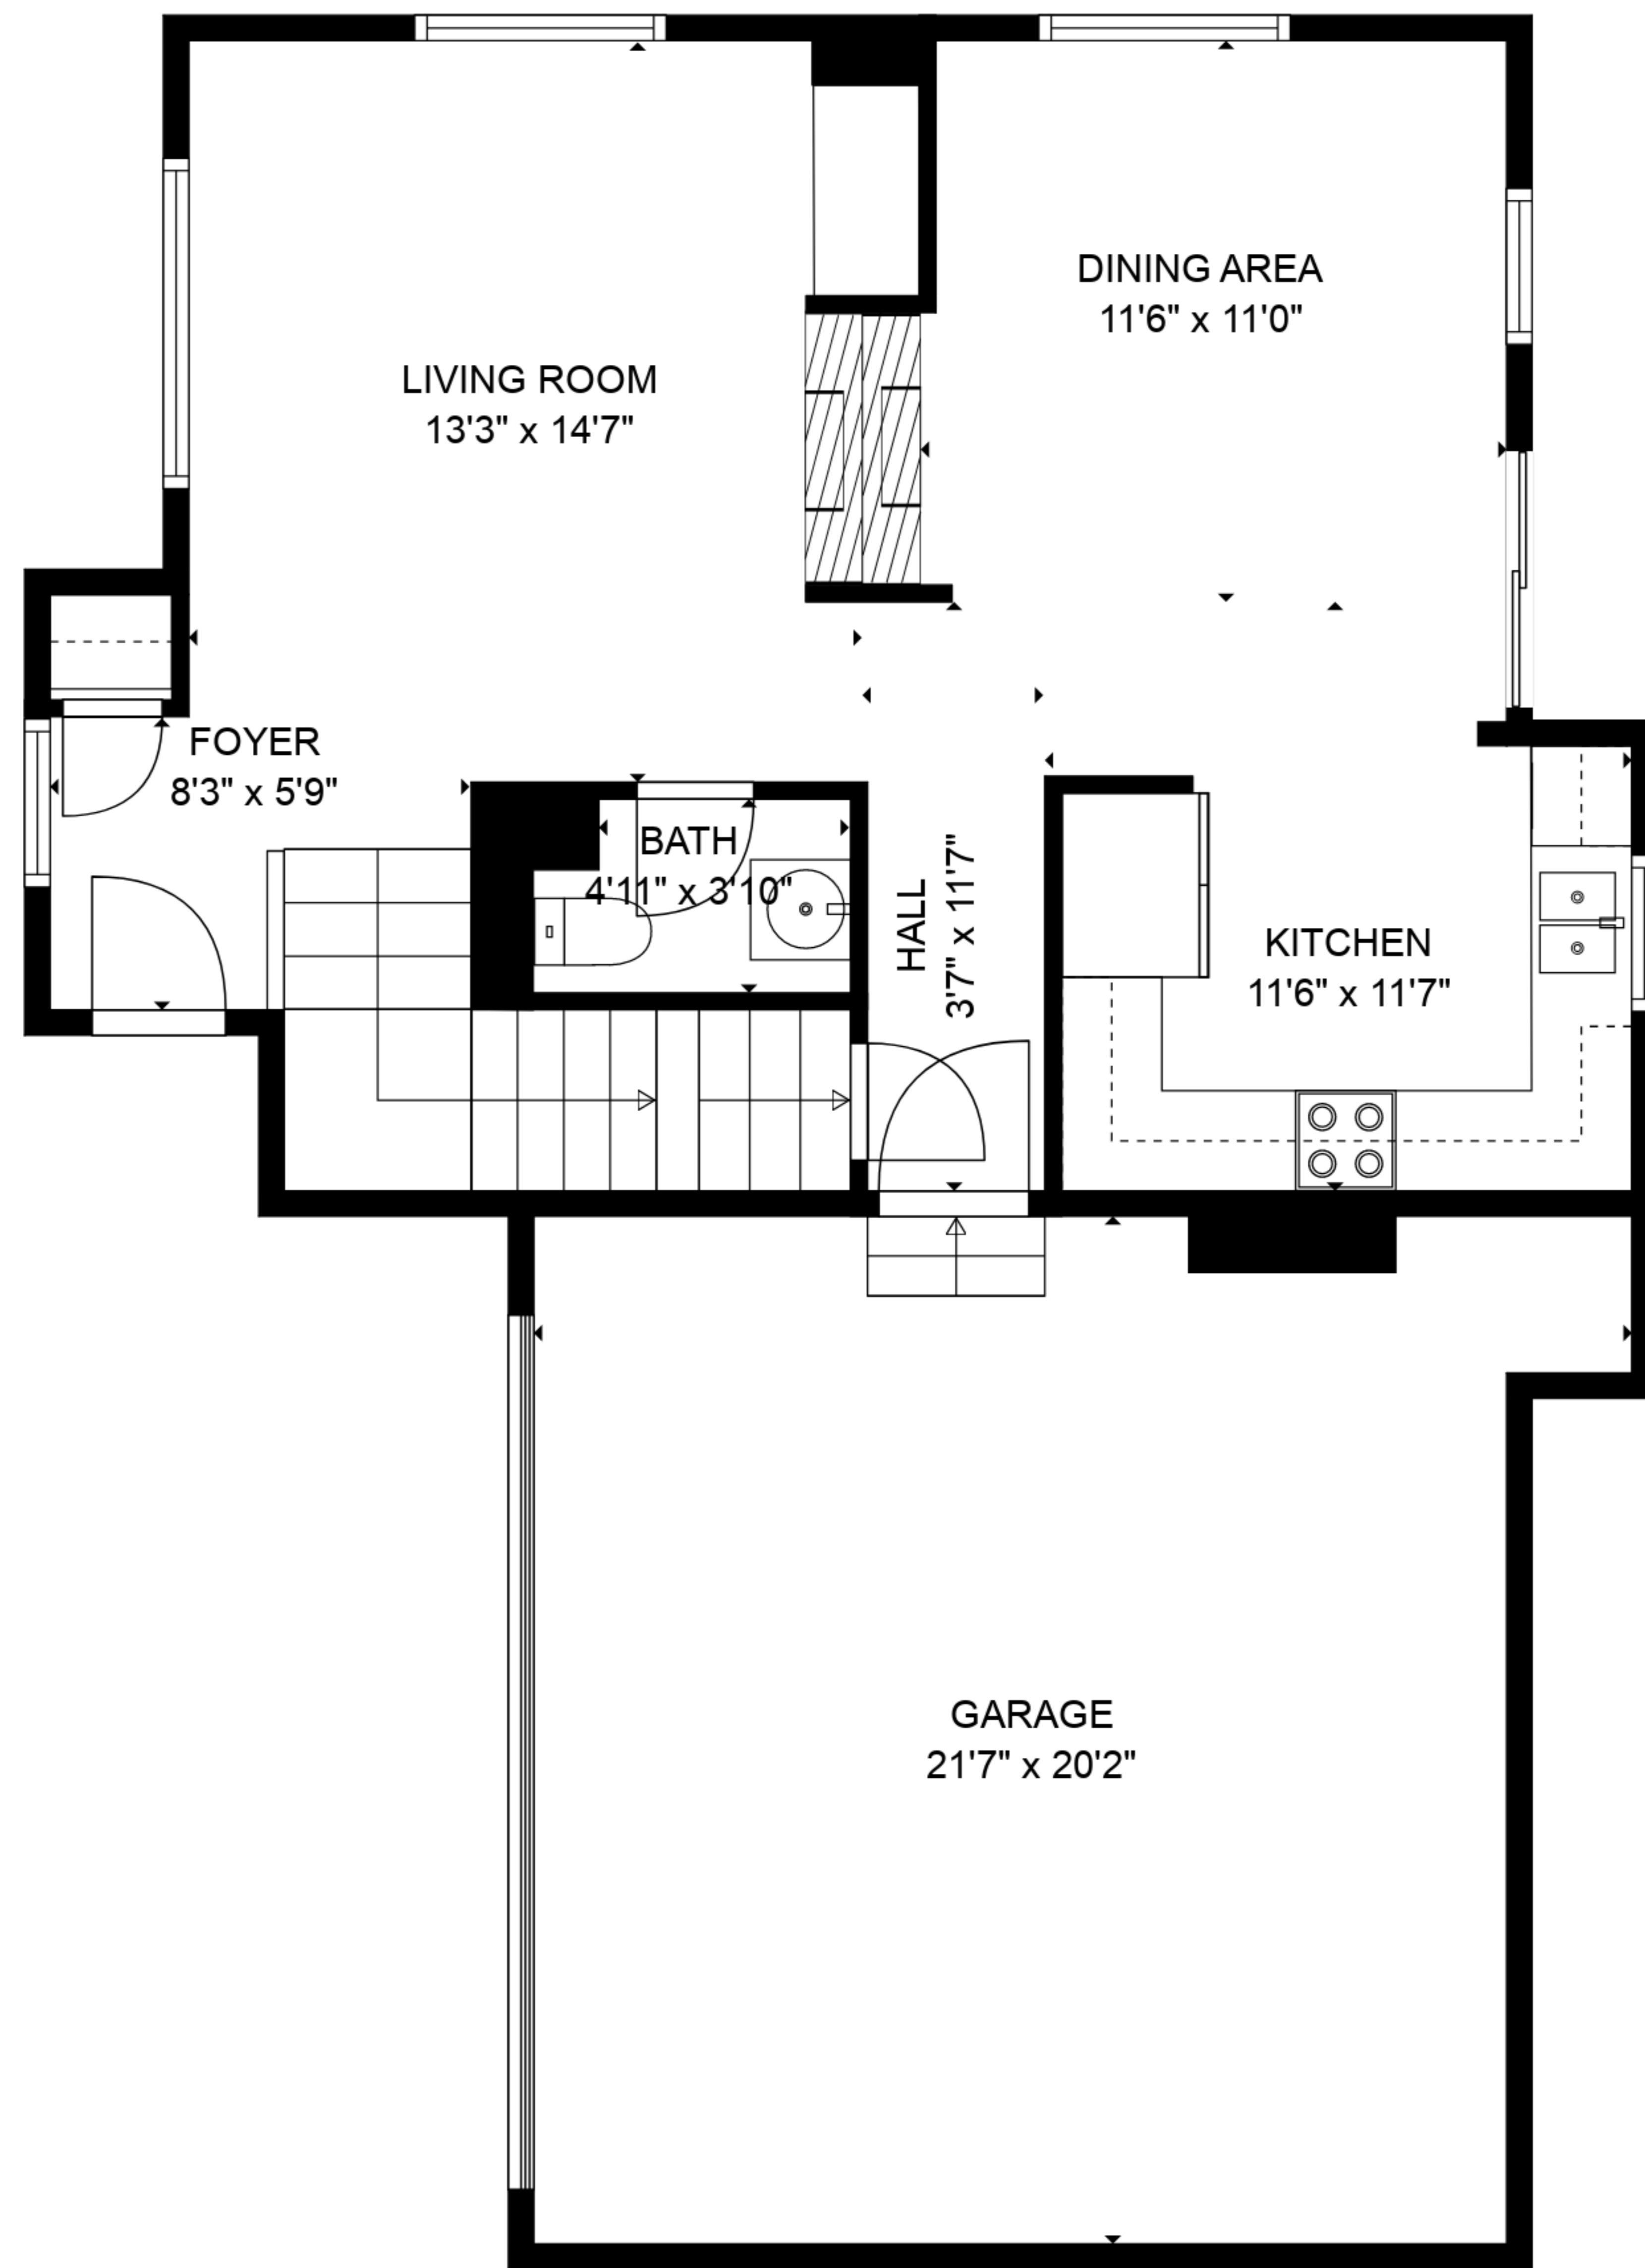 DINING AREA
11'6" x 11'0"
LIVING ROOM
13'3" x 14'7"
FOYER
8'3" x 5'9"
BATH
4'11" x 3'10"
HALL
3'7" x 11'7"
KITCHEN
11'6" x 11'7"
GARAGE
21'7" x 20'2"